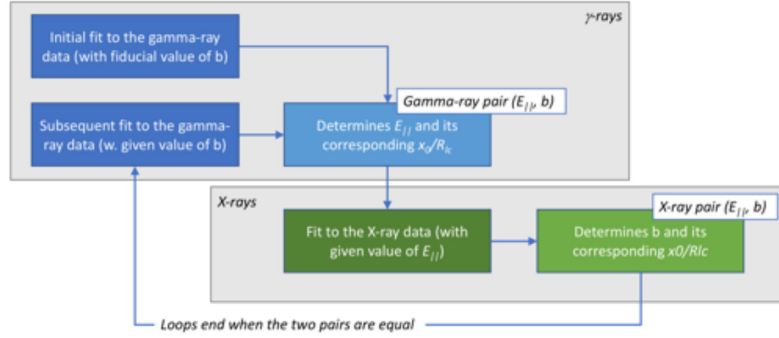 γ-rays
Initial fit to the gamma-ray
data (with fiducial value of b)
Gamma-ray pair (E||, b)
Subsequent fit to the gamma-
ray data (w. given value of b)
Determines E|| and its
corresponding x0/Rlc
X-rays
X-ray pair (E||, b)
Fit to the X-ray data (with
given value of E||)
Determines b and its
corresponding x0/Rlc
Loops end when the two pairs are equal